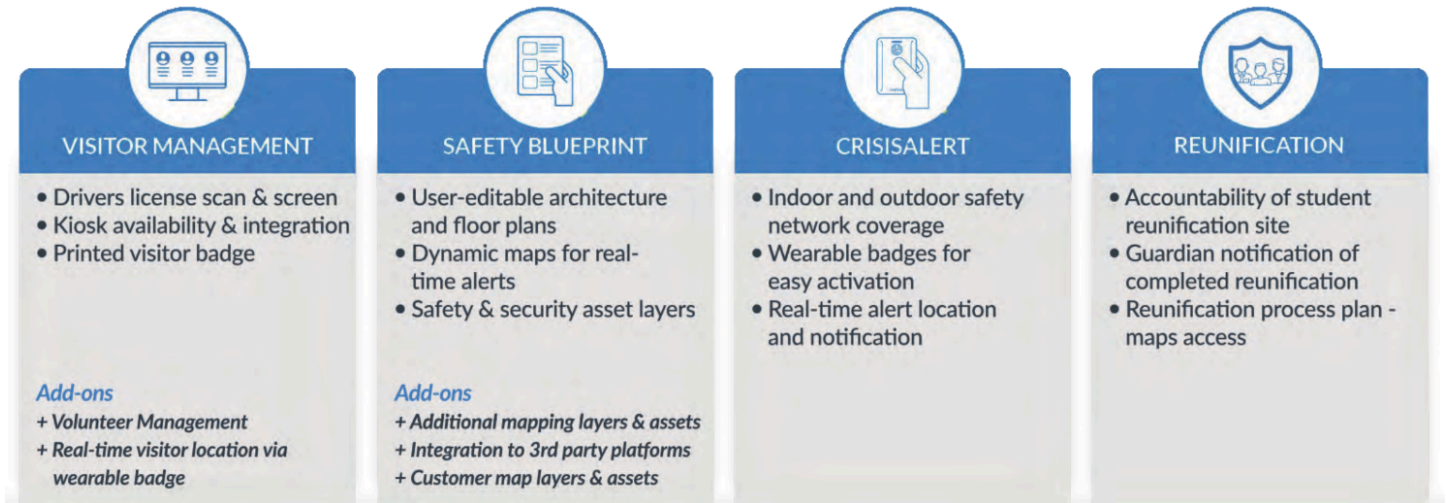 VISITOR MANAGEMENT
• Drivers license scan & screen
• Kiosk availability & integration
• Printed visitor badge
Add-ons
+ Volunteer Management
+ Real-time visitor location via
wearable badge
SAFETY BLUEPRINT
• User-editable architecture
and floor plans
• Dynamic maps for real-
time alerts
• Safety & security asset layers
Add-ons
+ Additional mapping layers & assets
+ Integration to 3rd party platforms
+ Customer map layers & assets
CRISISALERT
• Indoor and outdoor safety
network coverage
• Wearable badges for
easy activation
• Real-time alert location
and notification
REUNIFICATION
• Accountability of student
reunification site
• Guardian notification of
completed reunification
• Reunification process plan -
maps access